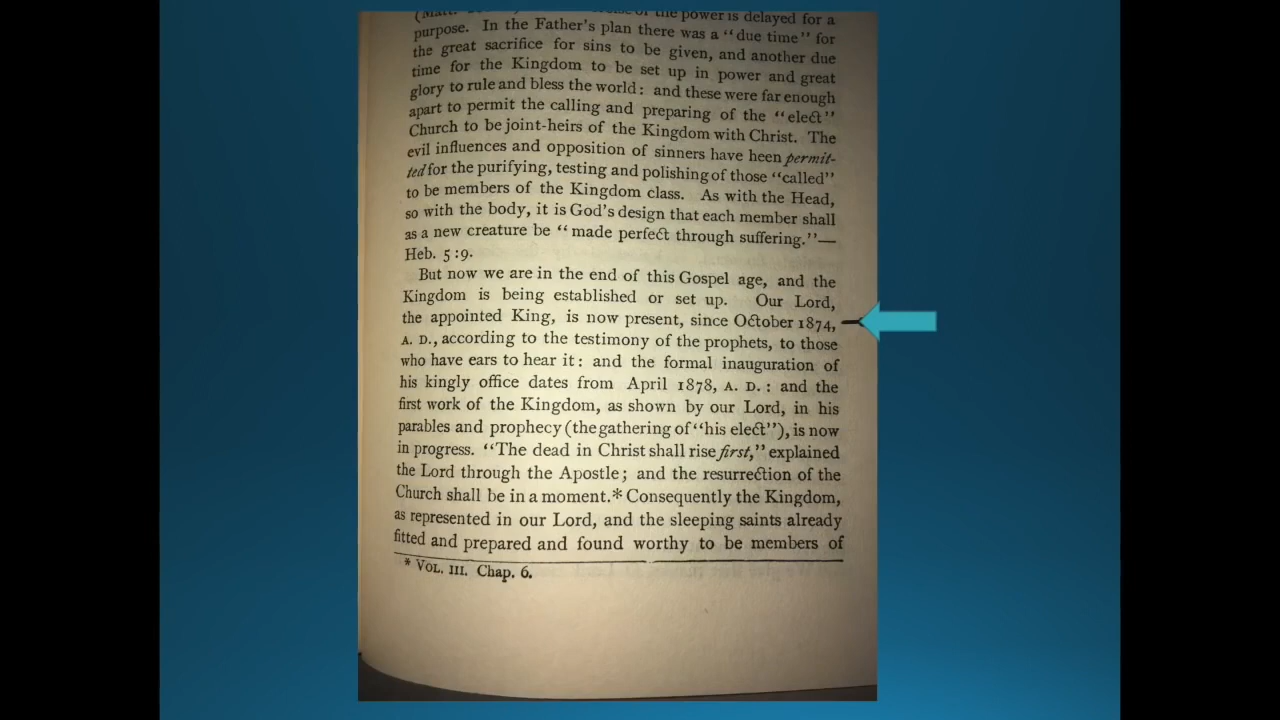 the power is delayed for a
purpose. In the Father's plan there was a “due time” for
the great sacrifice for sins to be given, and another due
time for the Kingdom to be set up in power and great
glory to rule and bless the world: and these were far enough
apart to permit the calling and preparing of the “elect”
Church to be joint-heirs of the Kingdom with Christ. The
evil influences and opposition of sinners have been permit-
ted for the purifying, testing and polishing of those “called”
to be members of the Kingdom class. As with the Head,
so with the body, it is God's design that each member shall
as a new creature be “made perfect through suffering.”—
Heb. 5:9.
But now we are in the end of this Gospel age, and the
Kingdom is being established or set up. Our Lord,
the appointed King, is now present, since October 1874,
A. D., according to the testimony of the prophets, to those
who have ears to hear it: and the formal inauguration of
his kingly office dates from April 1878, A. D.: and the
first work of the Kingdom, as shown by our Lord, in his
parables and prophecy (the gathering of “his elect”), is now
in progress. “The dead in Christ shall rise first,” explained
the Lord through the Apostle; and the resurrection of the
Church shall be in a moment.* Consequently the Kingdom,
as represented in our Lord, and the sleeping saints already
fitted and prepared and found worthy to be members of
* VOL. III. Chap. 6.